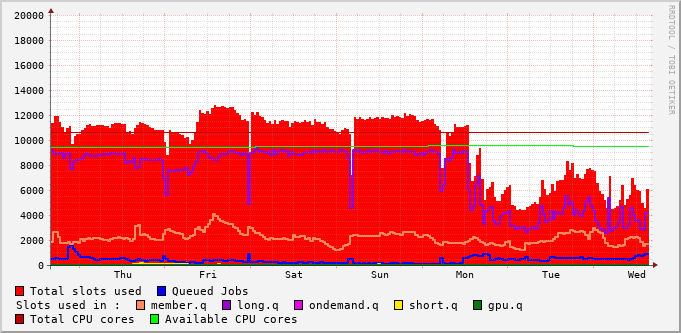 20000
18000
16000
14000
12000
10000
8000
6000
4000
2000
0
Thu Fri Sat Sun Mon Tue Wed
Total slots used Queued Jobs
Slots used in : member.q long.q ondemand.q short.q gpu.q
Total CPU cores Available CPU cores
RRDTOOL / TOBI OETIKER